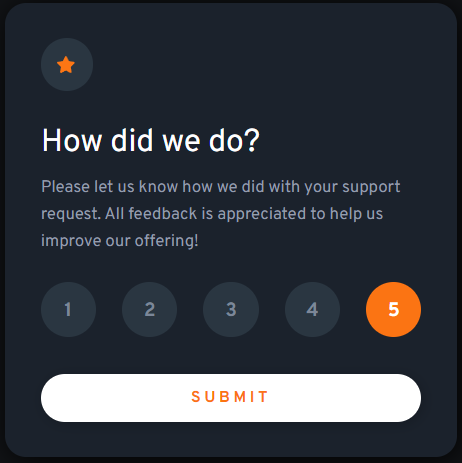 How did we do?
Please let us know how we did with your support
request. All feedback is appreciated to help us
improve our offering!
1 2 3 4 5
SUBMIT